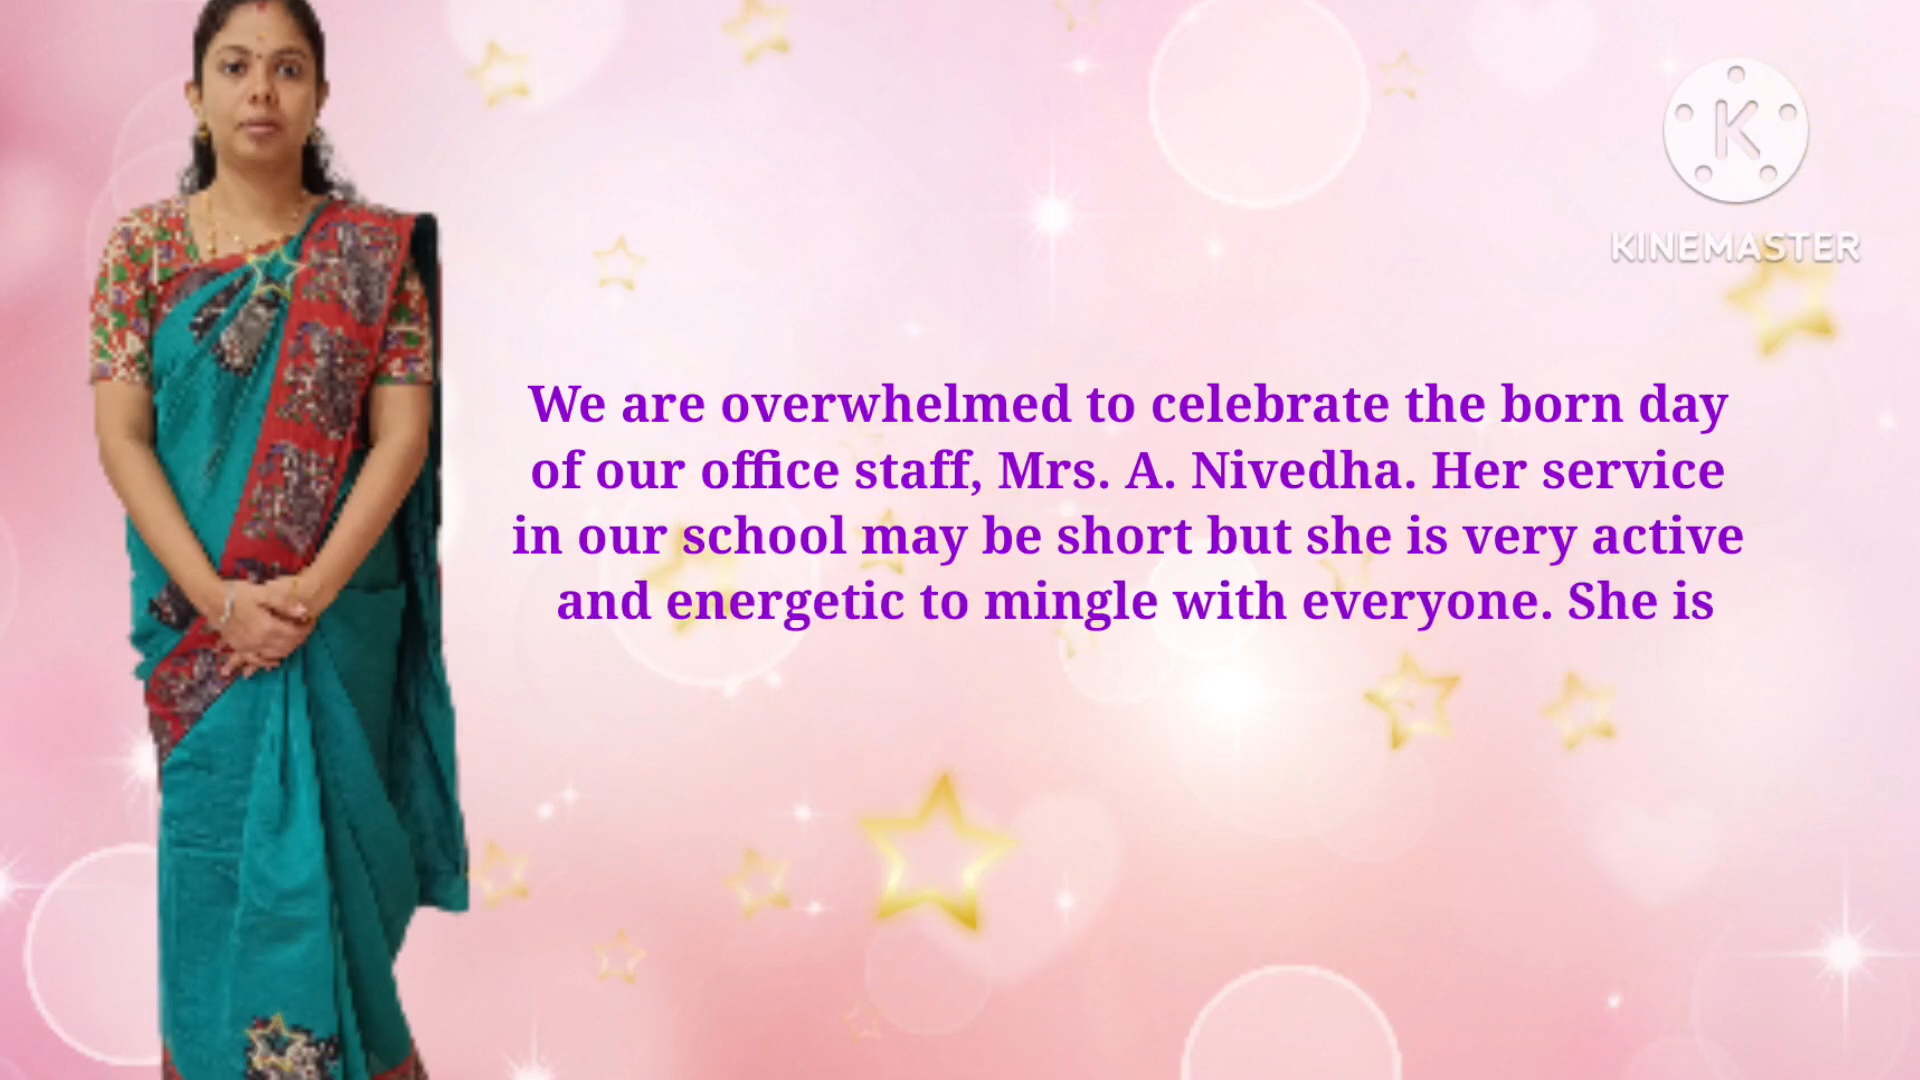 K
KINEMASTER
We are overwhelmed to celebrate the born day
of our office staff, Mrs. A. Nivedha. Her service
in our school may be short but she is very active
and energetic to mingle with everyone. She is